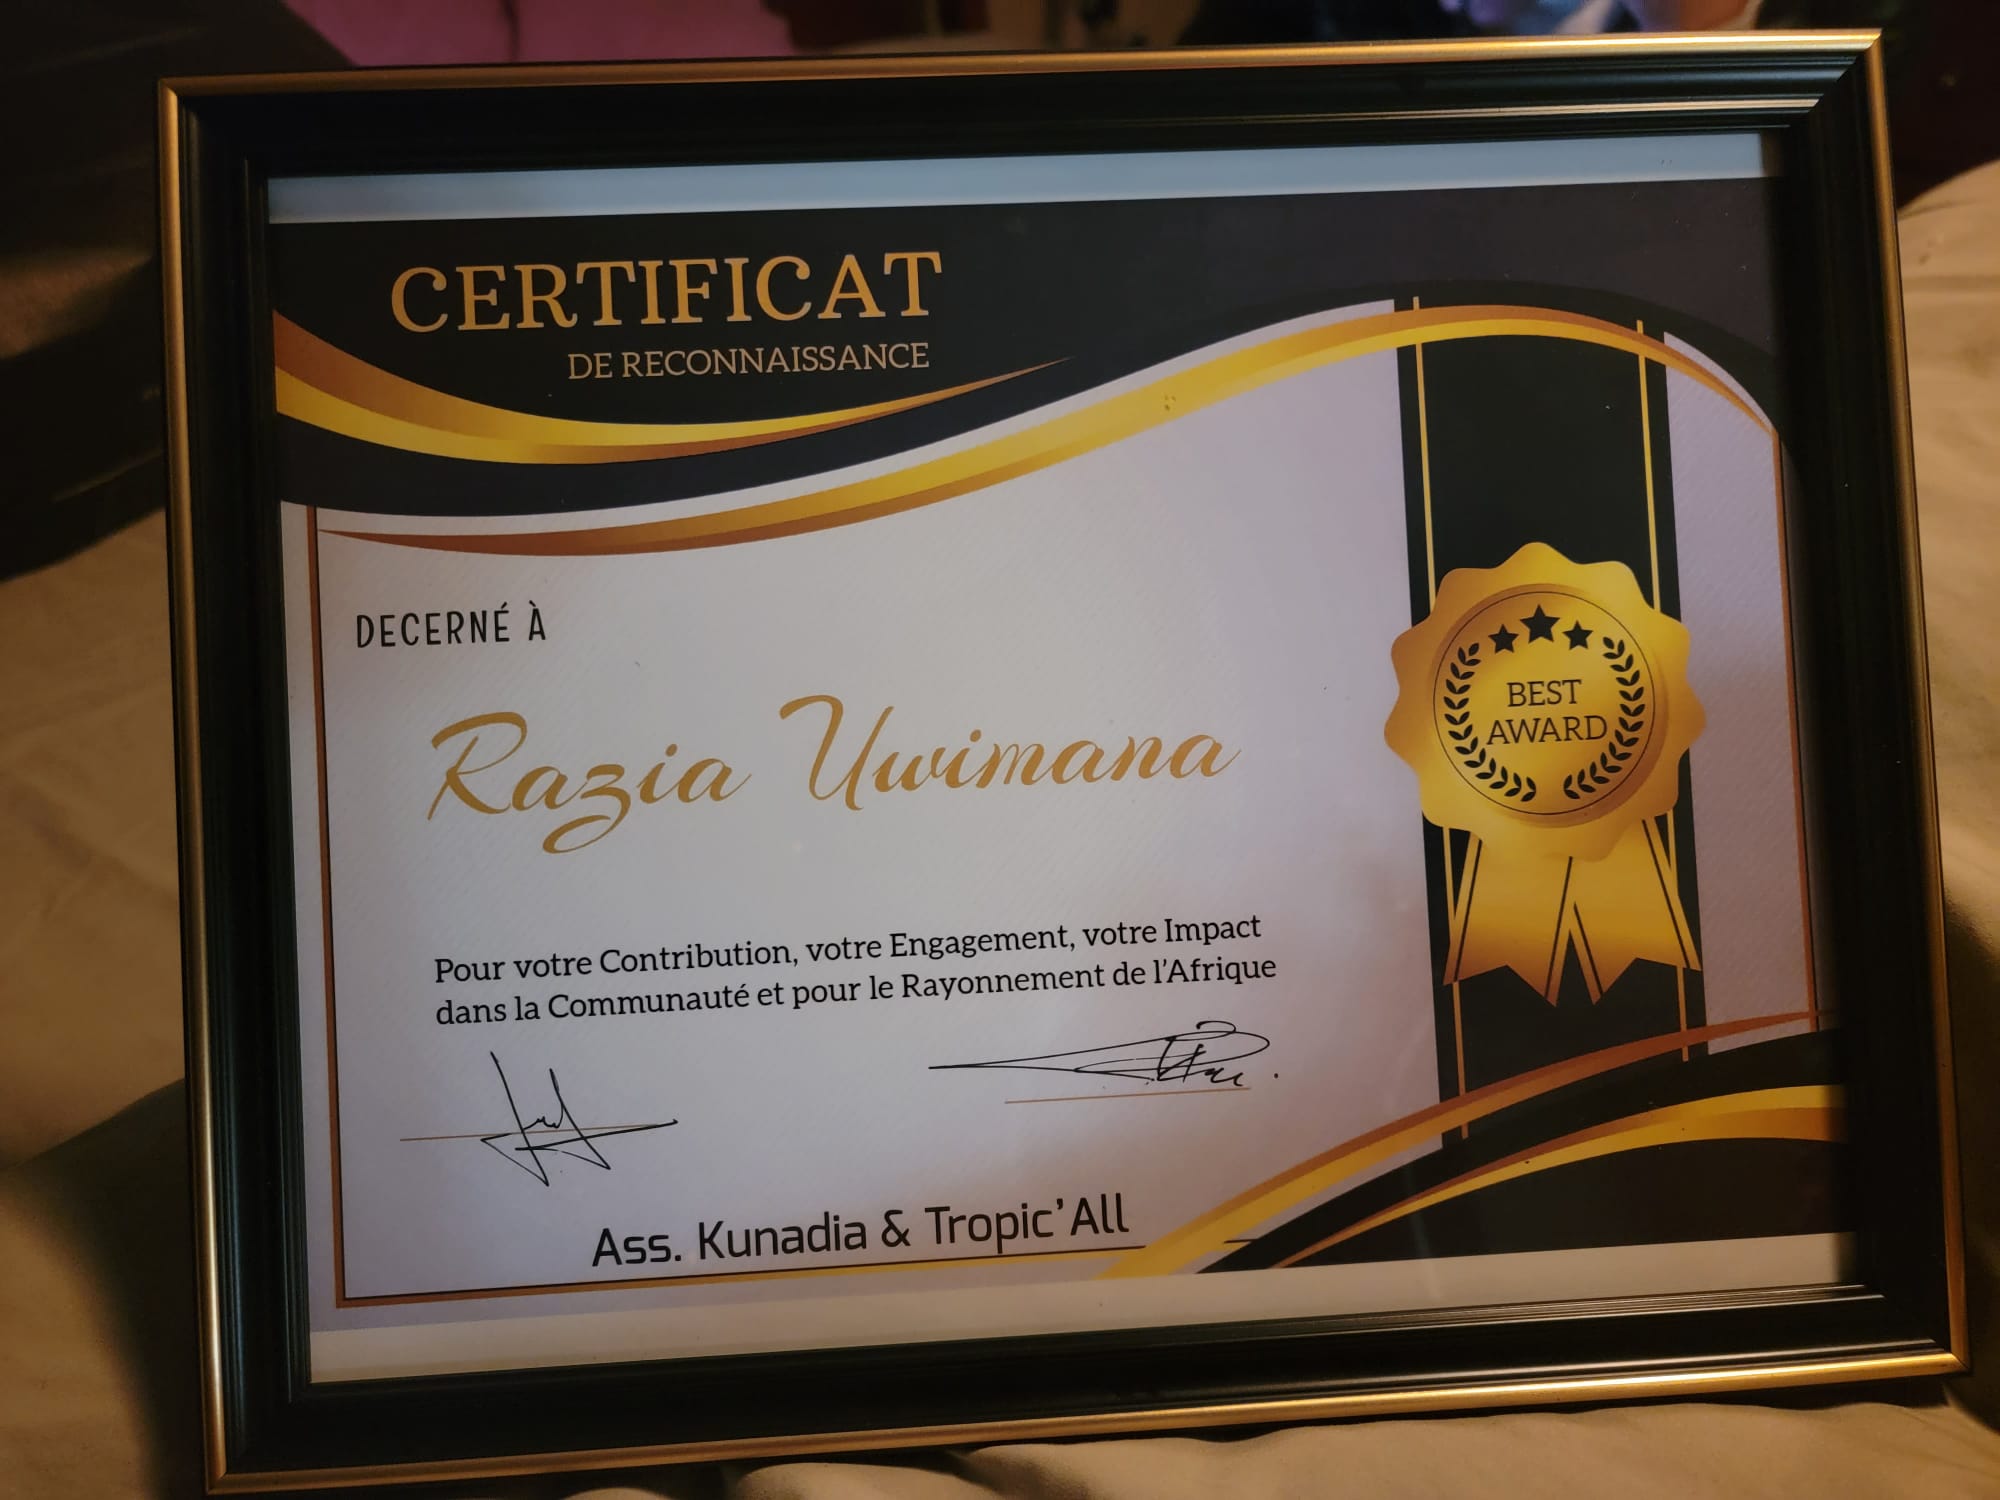 CERTIFICAT
DE RECONNAISSANCE
DECERNÉ À
Razia Uwimana
BEST
AWARD
Pour votre Contribution, votre Engagement, votre Impact
dans la Communauté et pour le Rayonnement de l'Afrique
Ass. Kunadia & Tropic'All